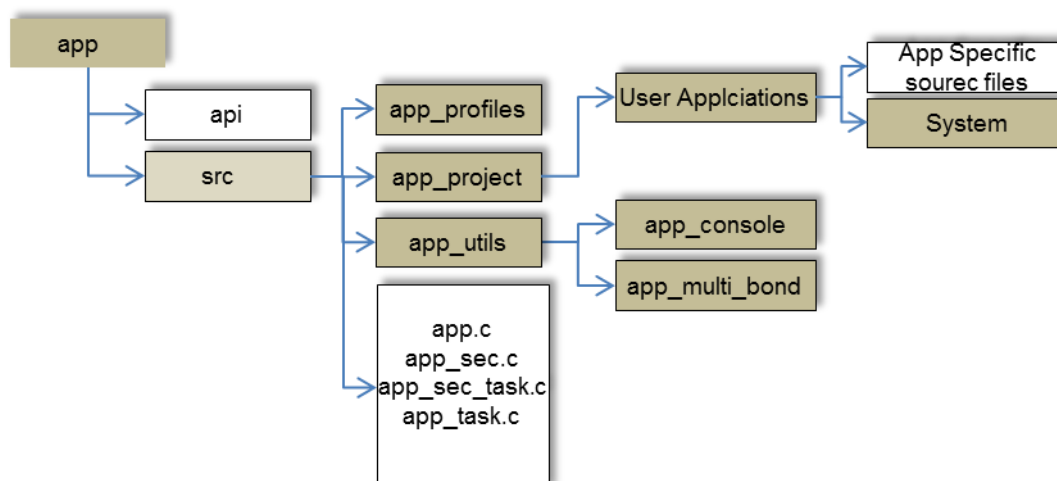 app
api
src
app_profiles
app_project
app_utils
app.c
app_sec.c
app_sec_task.c
app_task.c
User Applciations
app_console
app_multi_bond
App Specific
sourec files
System